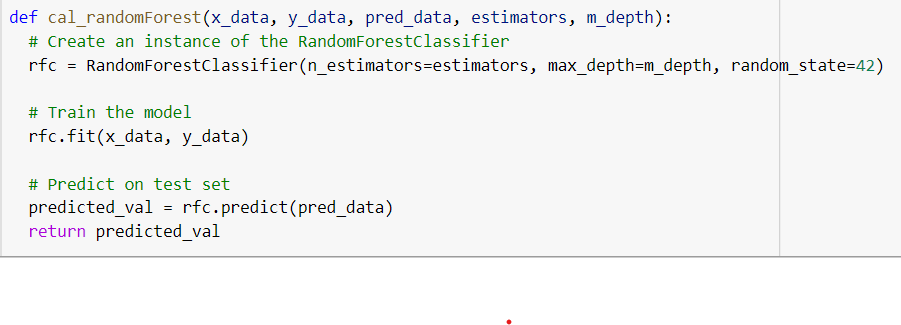 def cal_randomForest(x_data, y_data, pred_data, estimators, m_depth):
# Create an instance of the RandomForestClassifier
rfc = RandomForestClassifier(n_estimators=estimators, max_depth=m_depth, random_state=42)
# Train the model
rfc.fit(x_data, y_data)
# Predict on test set
predicted_val = rfc.predict(pred_data)
return predicted_val